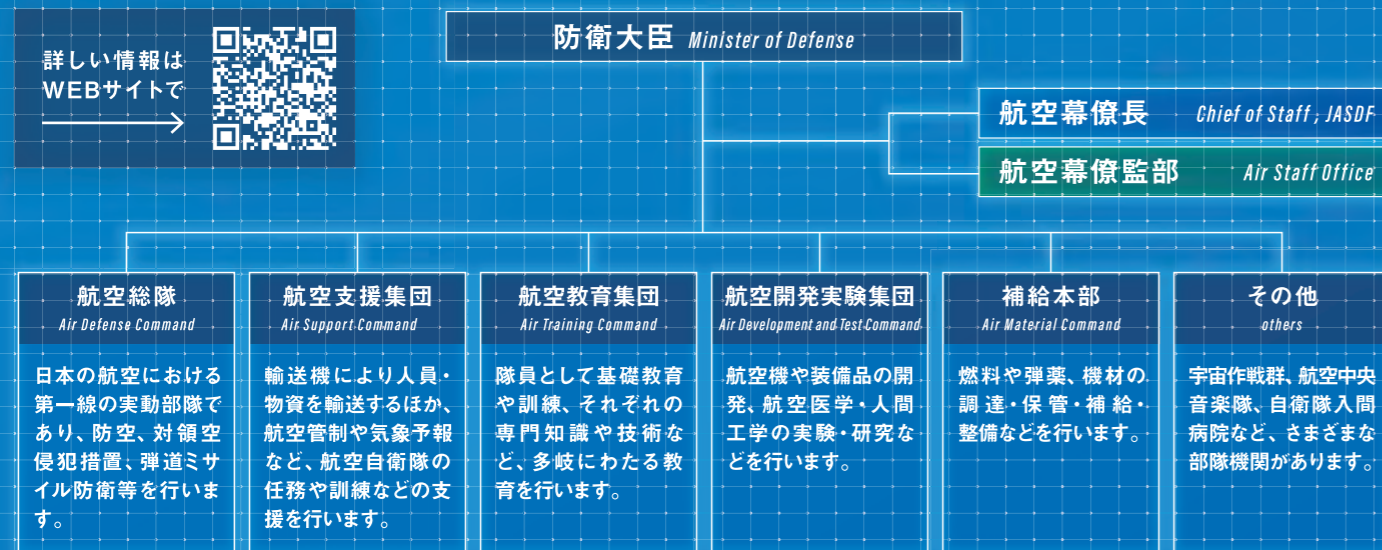 詳しい情報は
WEBサイトで
防衛大臣 Minister of Defense
航空幕僚長 Chief of Staff , JASDF
航空幕僚監部 Air Staff Office
航空総隊
Air Defense Command
日本の航空における
第一線の実動部隊で
あり、防空、対領空
侵犯措置、弾道ミサ
イル防衛等を行いま
す。
航空支援集団
Air Support Command
輸送機により人員・
物資を輸送するほか、
航空管制や気象予報
など、航空自衛隊の
任務や訓練などの支
援を行います。
航空教育集団
Air Training Command
隊員として基礎教育
や訓練、それぞれの
専門知識や技術な
ど、多岐にわたる教
育を行います。
航空開発実験集団
Air Development and Test Command
航空機や装備品の開
発、航空医学・人間
工学の実験・研究な
どを行います。
補給本部
Air Material Command
燃料や弾薬、機材の
調達・保管・補給・
整備などを行います。
その他
others
宇宙作戦群、航空中央
音楽隊、自衛隊入間
病院など、さまざまな
部隊機関があります。